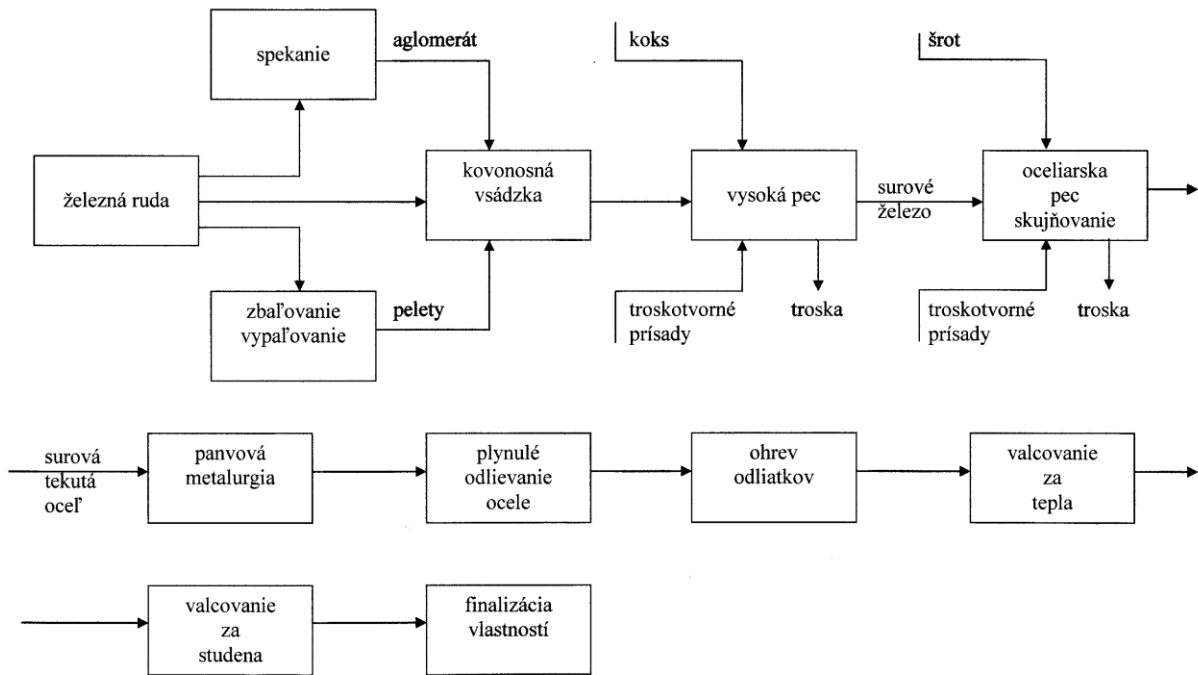 spekanie
aglomerát
koks
šrot
železná ruda
kovonosná
vsádzka
vysoká pec
surové
železo
oceliarska
pec
skujňovanie
zbaľovanie
vypaľovanie
pelety
troskotvorné
prísady
troska
troskotvorné
prísady
troska
surová
tekutá
oceľ
panvová
metalurgia
plynulé
odlievanie
ocele
ohrev
odliatkov
valcovanie
za
tepla
valcovanie
za
studena
finalizácia
vlastností